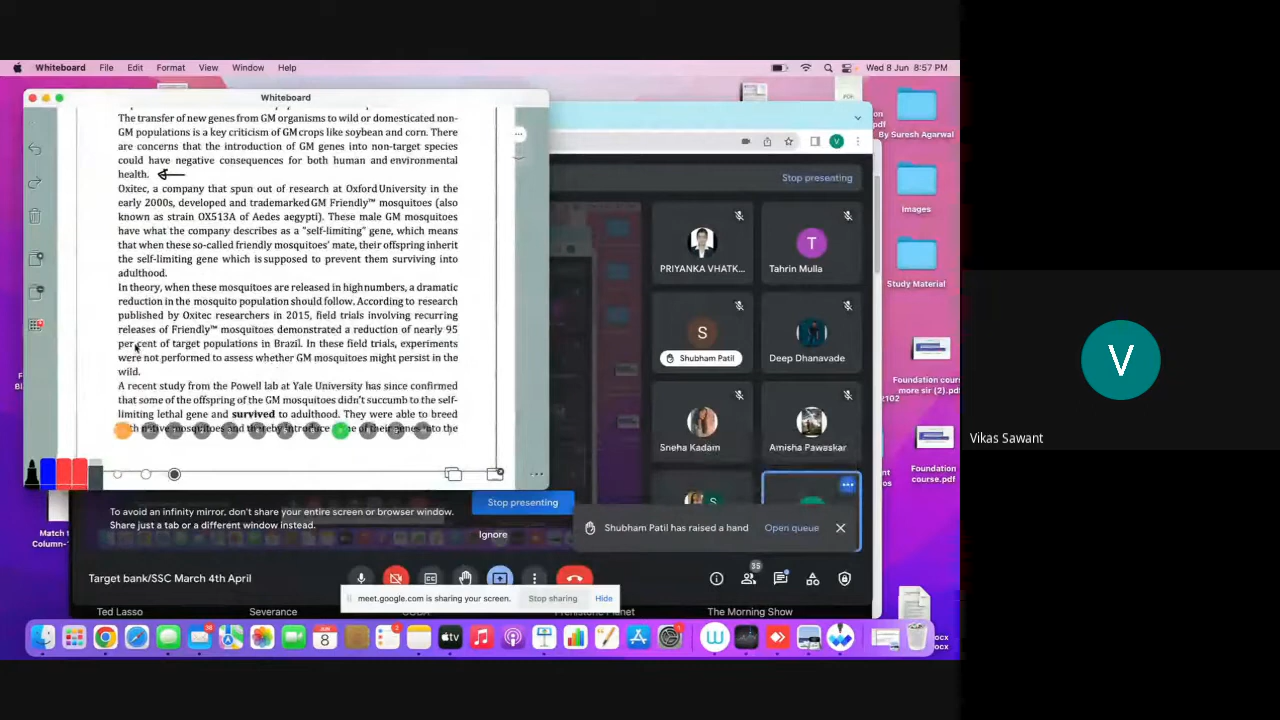 Whiteboard File Edit Format View Window Help Wed 8 Jun 8:57 PM
Whiteboard
The transfer of new genes from GM organisms to wild or domesticated non-
GM populations is a key criticism of GM crops like soybean and corn. There
are concerns that the introduction of GM genes into non-target species
could have negative consequences for both human and environmental
health.
Oxitec, a company that spun out of research at Oxford University in the
early 2000s, developed and trademarked GM Friendly™ mosquitoes (also
known as strain OX513A of Aedes aegypti). These male GM mosquitoes
have what the company describes as a “self-limiting” gene, which means
that when these so-called friendly mosquitoes’ mate, their offspring inherit
the self-limiting gene which is supposed to prevent them surviving into
adulthood.
In theory, when these mosquitoes are released in high numbers, a dramatic
reduction in the mosquito population should follow. According to research
published by Oxitec researchers in 2015, field trials involving recurring
releases of Friendly™ mosquitoes demonstrated a reduction of nearly 95
percent of target populations in Brazil. In these field trials, experiments
were not performed to assess whether GM mosquitoes might persist in the
wild.
A recent study from the Powell lab at Yale University has since confirmed
that some of the offspring of the GM mosquitoes didn’t succumb to the self-
limiting lethal gene and survived to adulthood. They were able to breed
native mosquitoes and thereby introduce of their genes into the
V
Stop presenting
PRIYANKA VHATK...
T
Tahrin Mulla
S
Shubham Patil
Deep Dhanavade
Sneha Kadam
Amisha Pawaskar
S
To avoid an infinity mirror, don't share your entire screen or browser window.
Share just a tab or a different window instead.
Stop presenting
Ignore
Shubham Patil has raised a hand Open queue
Target bank/SSC March 4th April
35
meet.google.com is sharing your screen. Stop sharing Hide
Ted Lasso Severance The Morning Show
PDF
By Suresh Agarwal
images
Study Material
Foundation cour
more sir (2).pdf
Foundation
course.pdf
Match t
Column-
V
Vikas Sawant